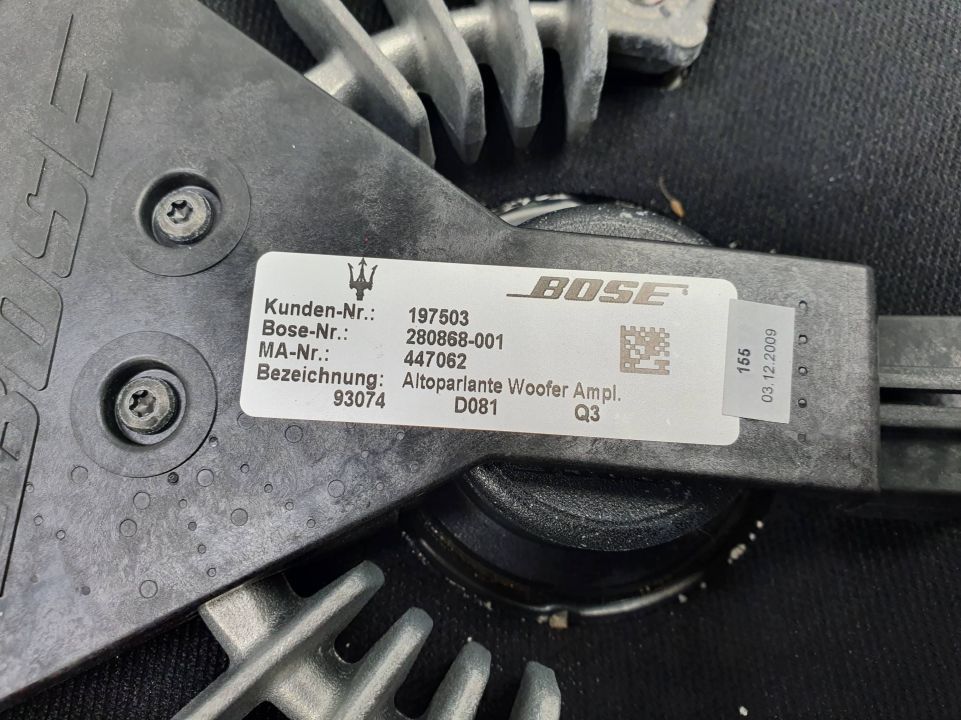 BOSE
BOSE
Kunden-Nr.: 197503
Bose-Nr.: 280868-001
MA-Nr.: 447062
Bezeichnung: Altoparlante Woofer Ampl.
93074 D081 Q3
155
03.12.2009